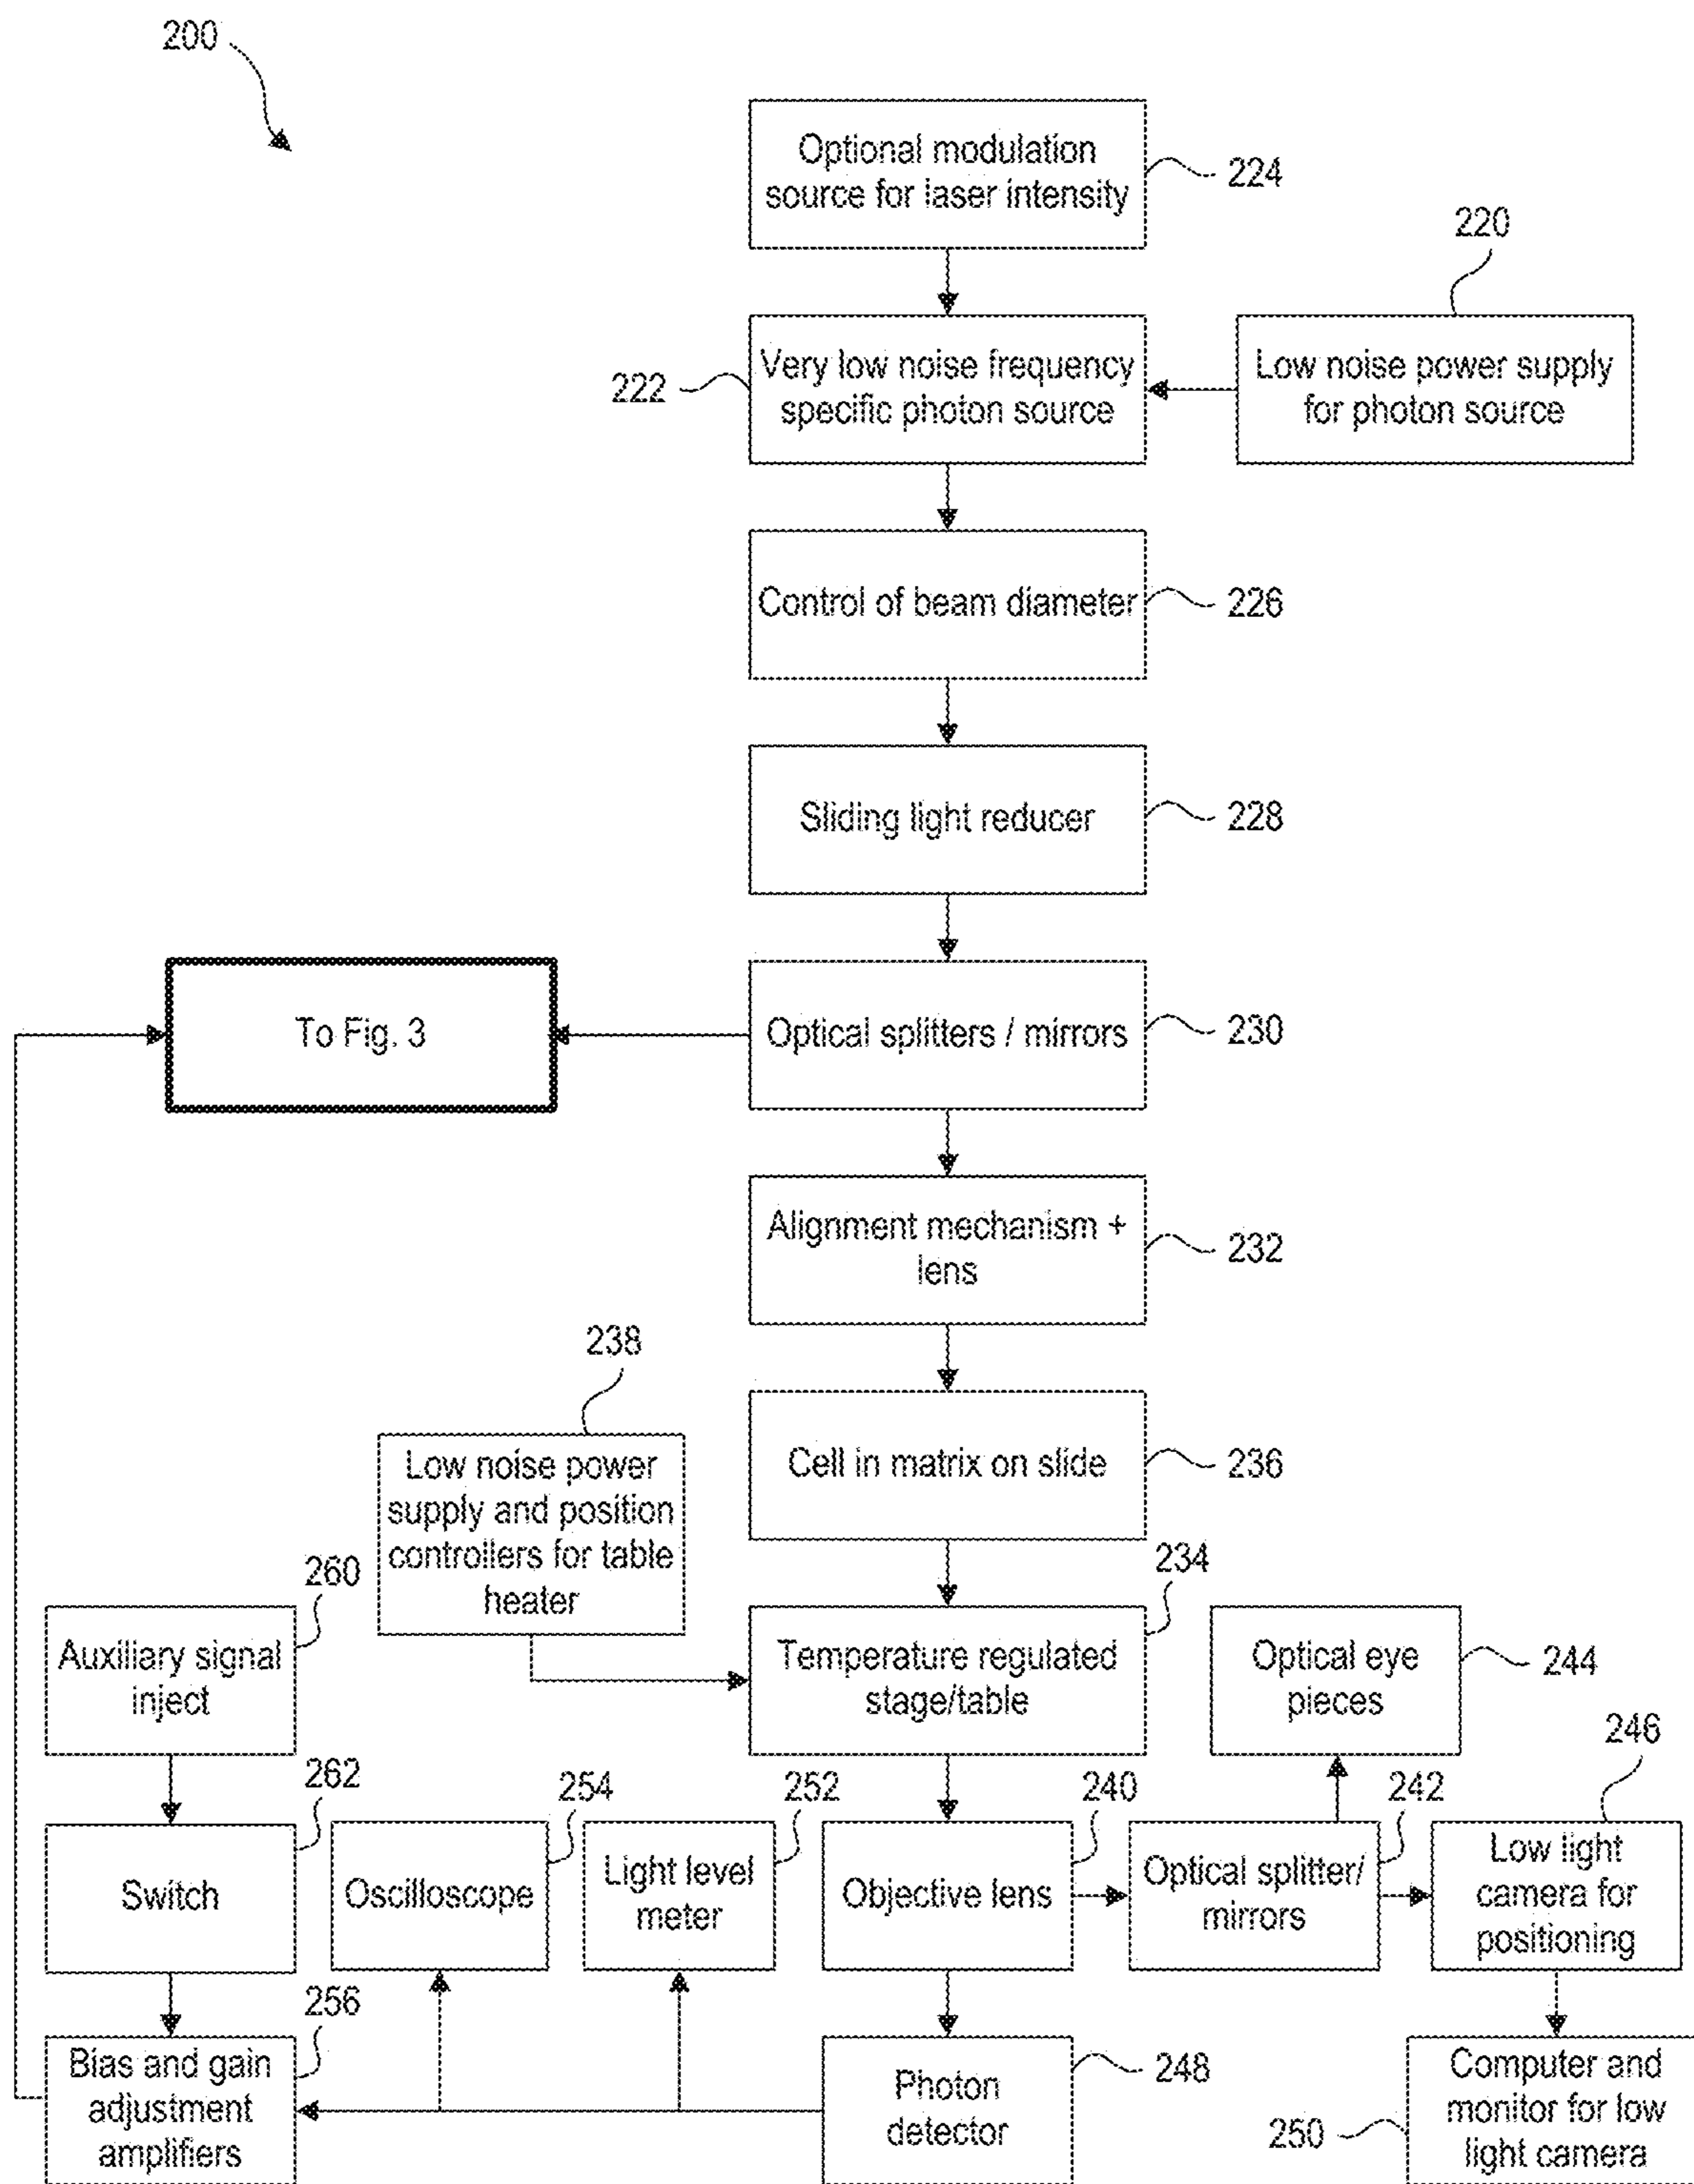 200
Optional modulation
source for laser intensity
224
220
Very low noise frequency
specific photon source
222
Low noise power supply
for photon source
Control of beam diameter
226
Sliding light reducer
228
To Fig. 3
Optical splitters / mirrors
230
Alignment mechanism +
lens
232
238
Low noise power
supply and position
controllers for table
heater
Cell in matrix on slide
236
260
Auxiliary signal
inject
234
Temperature regulated
stage/table
Optical eye
pieces
244
246
262
Switch
254
Oscilloscope
252
Light level
meter
240
Objective lens
242
Optical splitter/
mirrors
Low light
camera for
positioning
256
Bias and gain
adjustment
amplifiers
Photon
detector
248
250
Computer and
monitor for low
light camera